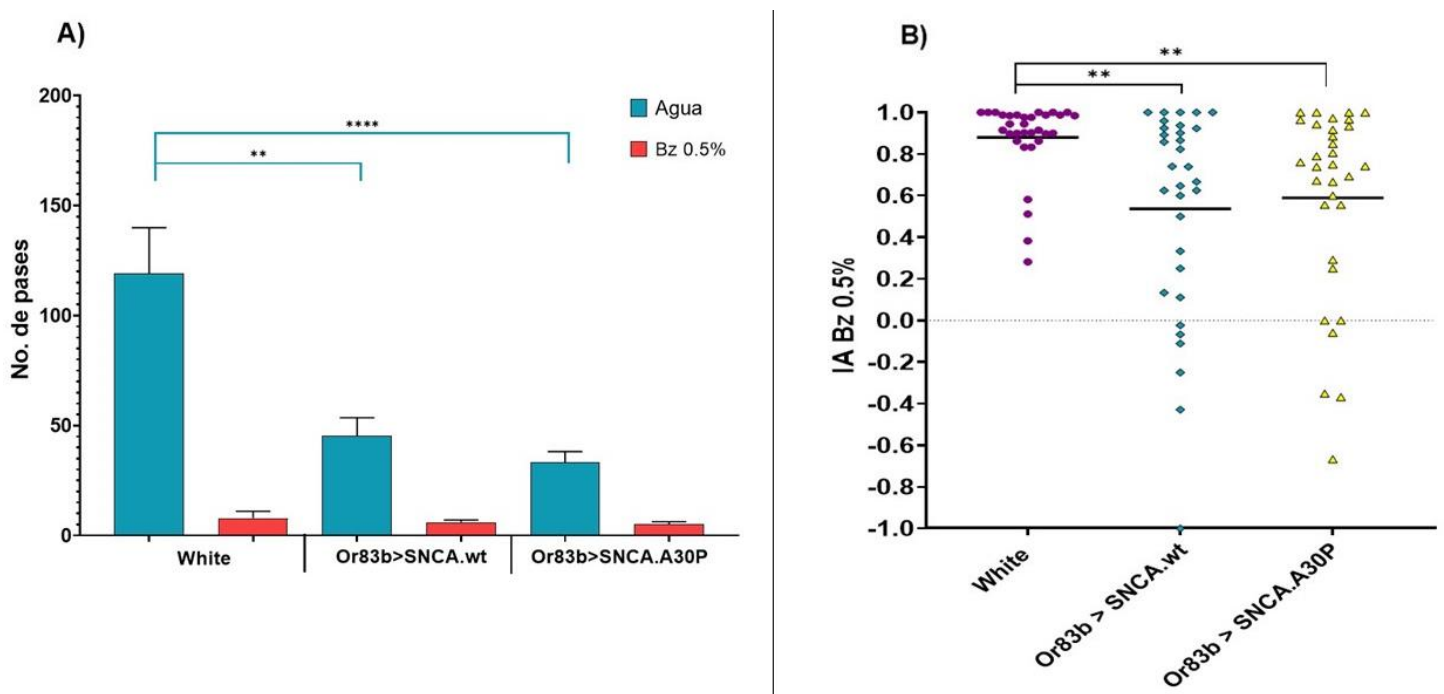 A)
200
150
100
50
0
No. de pases
Agua
Bz 0.5%
****
**
White
Or83b>SNCA.wt
Or83b>SNCA.A30P
B)
**
**
1.0
0.8
0.6
0.4
0.2
0.0
-0.2
-0.4
-0.6
-0.8
-1.0
IA Bz 0.5%
White
Or83b > SNCA.wt
Or83b > SNCA.A30P